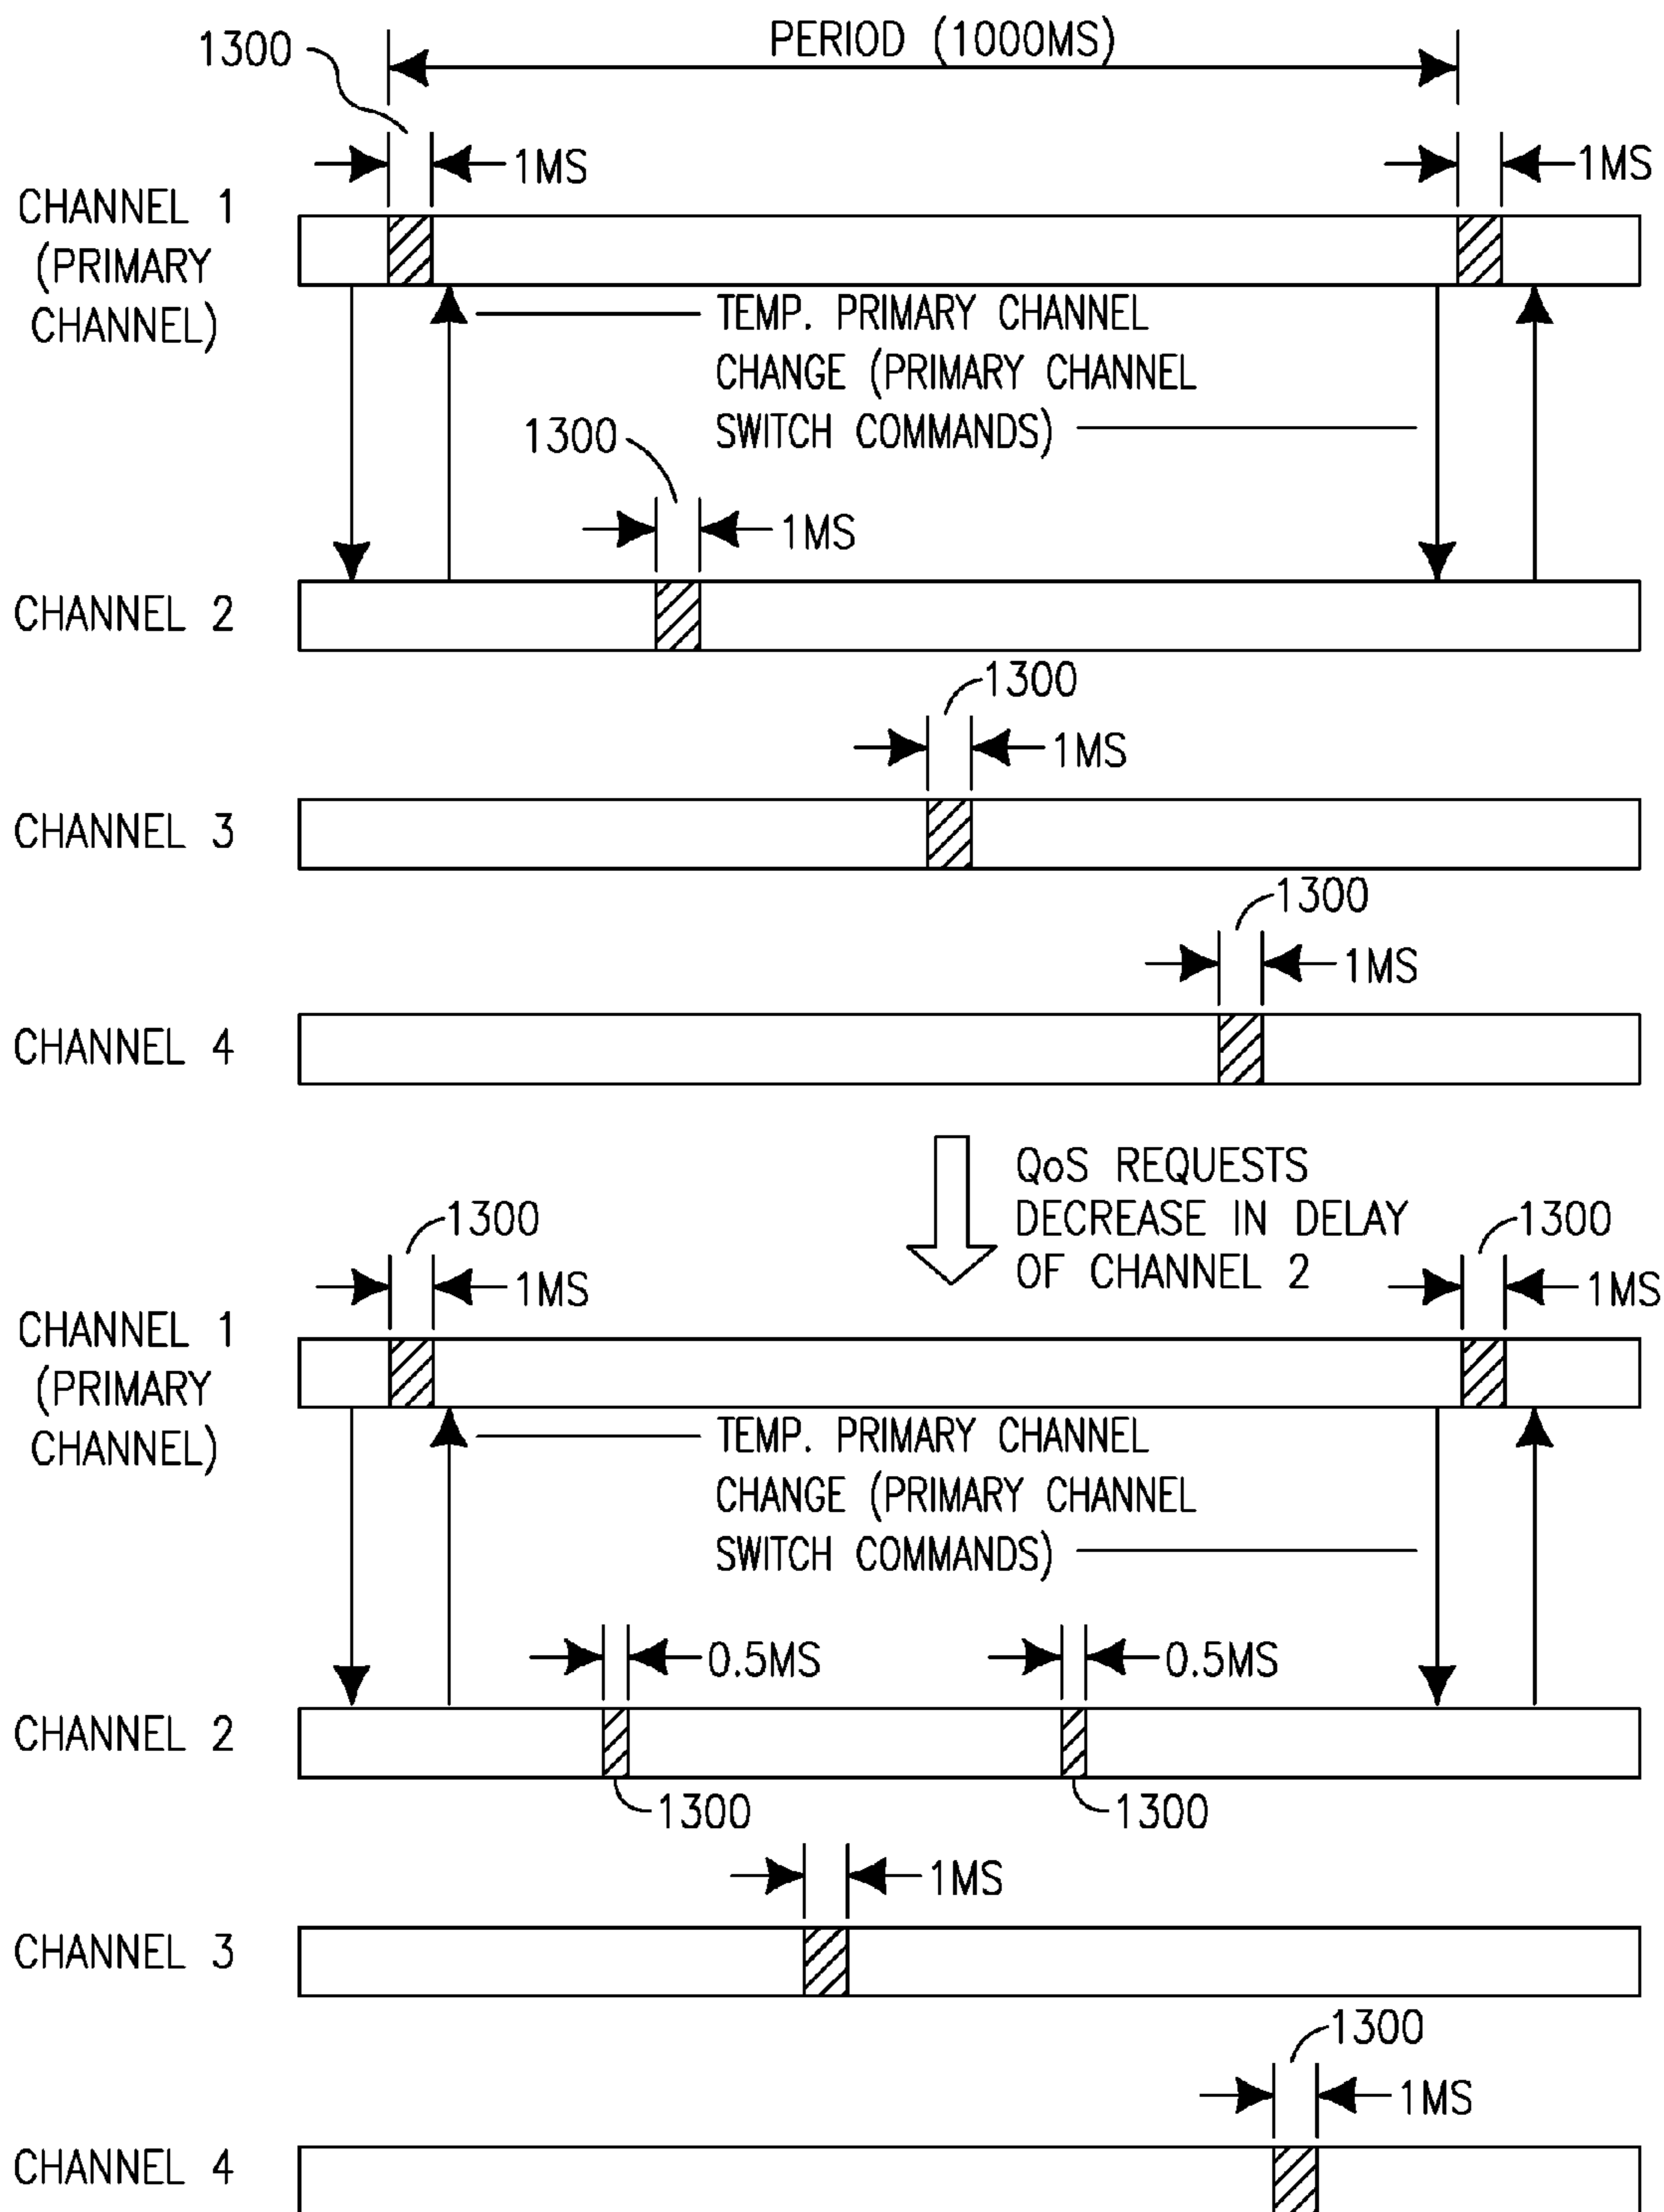 PERIOD (1000MS)
1300
1MS
1MS
CHANNEL 1
(PRIMARY
CHANNEL)
TEMP. PRIMARY CHANNEL
CHANGE (PRIMARY CHANNEL
SWITCH COMMANDS)
1300
1MS
CHANNEL 2
1300
1MS
CHANNEL 3
1300
1MS
CHANNEL 4
QoS REQUESTS
DECREASE IN DELAY
OF CHANNEL 2
1300
1300
1MS
1MS
CHANNEL 1
(PRIMARY
CHANNEL)
TEMP. PRIMARY CHANNEL
CHANGE (PRIMARY CHANNEL
SWITCH COMMANDS)
0.5MS
0.5MS
CHANNEL 2
1300
1300
1MS
CHANNEL 3
1300
1MS
CHANNEL 4